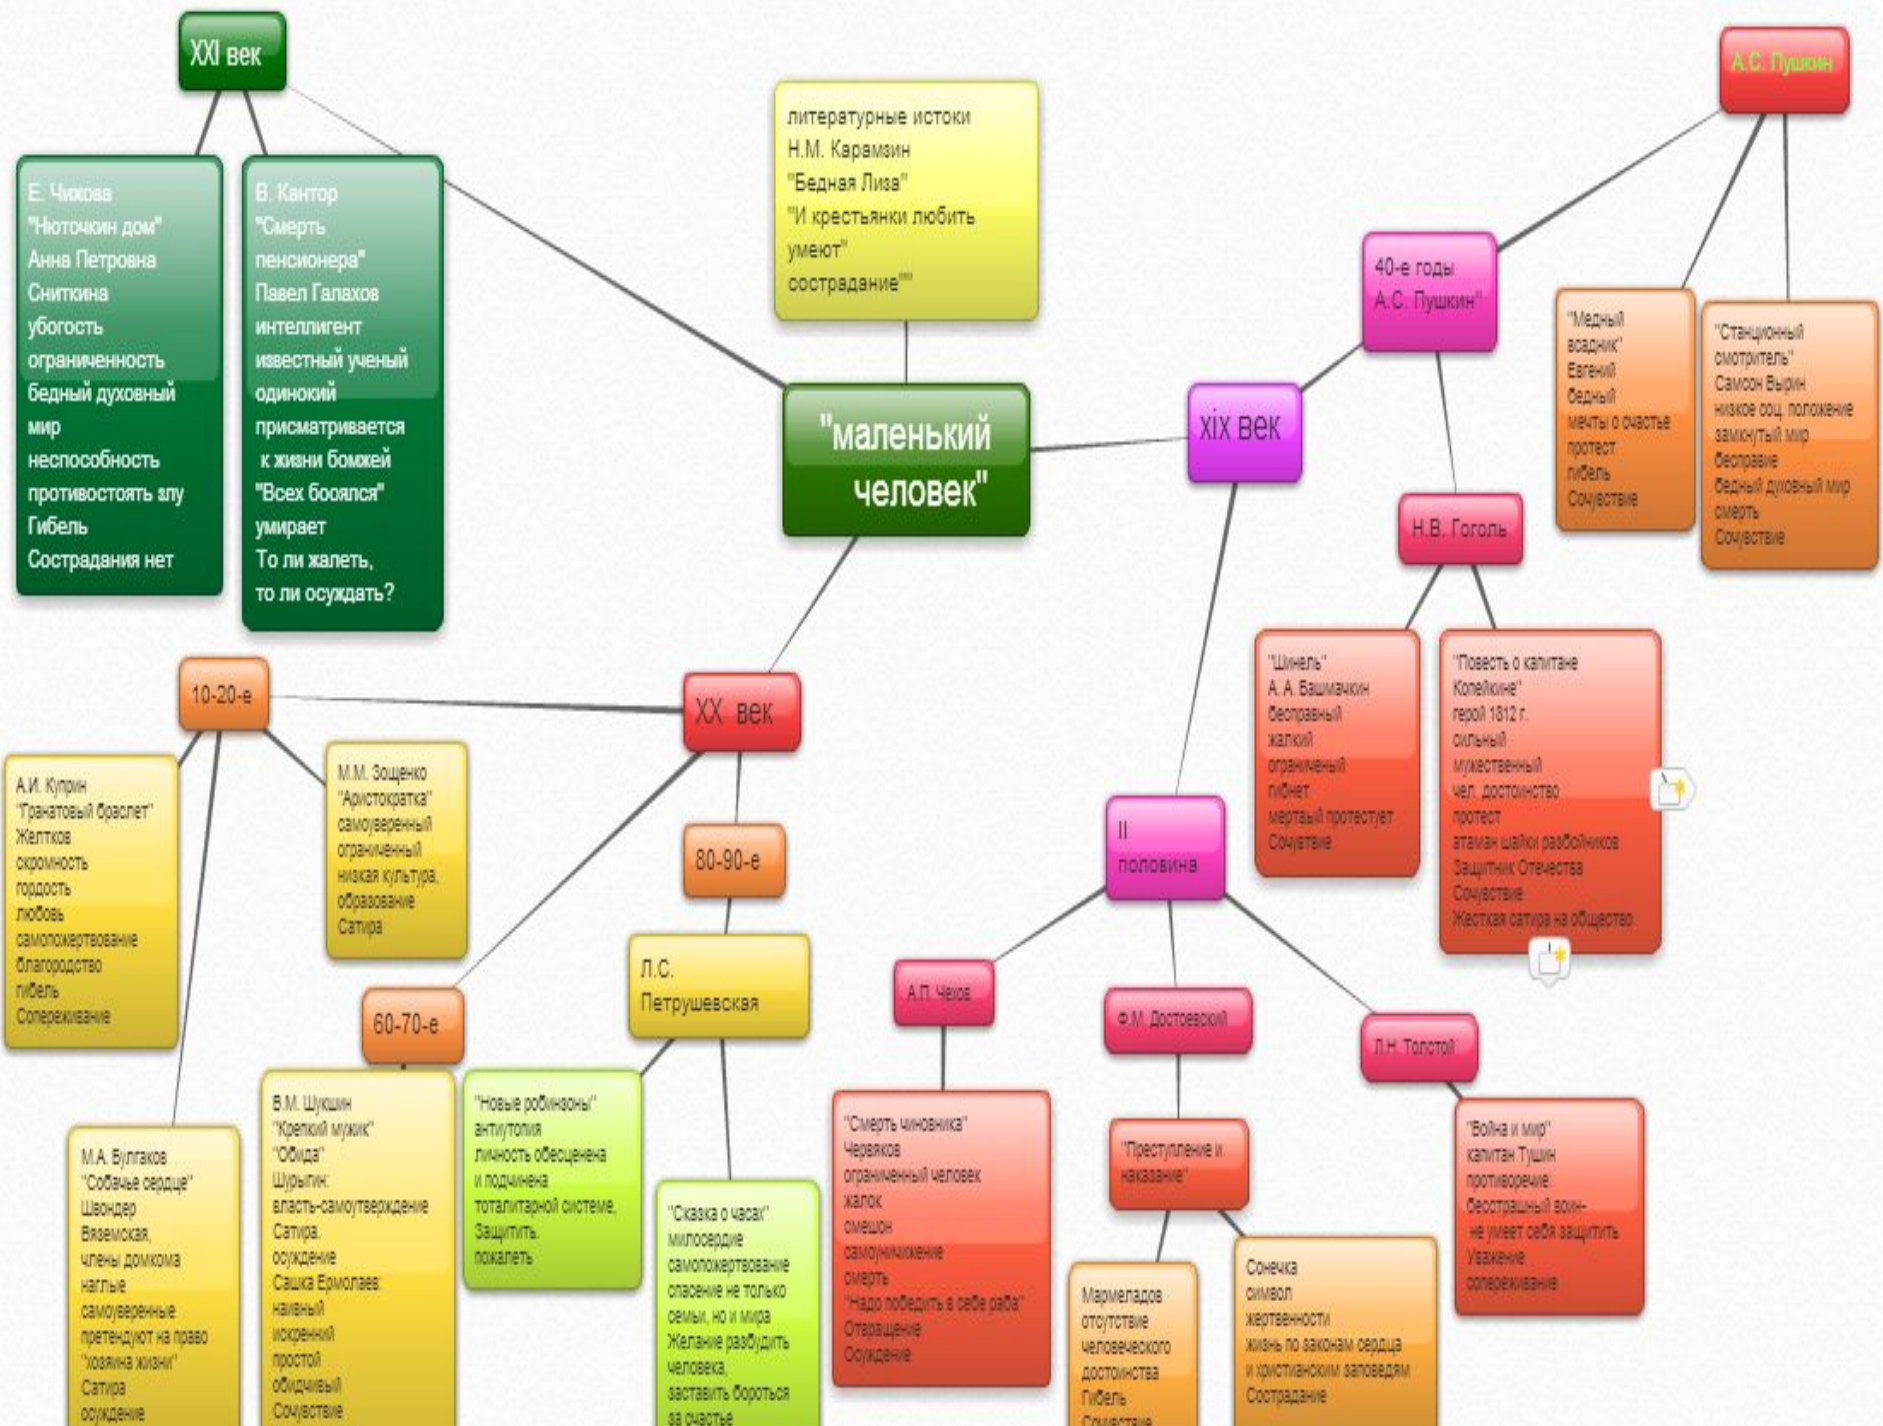 XXI век
Е. Чижова
"Нюточкин дом"
Анна Петровна
Сниткина
убогость
ограниченность
бедный духовный
мир
неспособность
противостоять злу
Гибель
Сострадания нет
В. Кантор
"Смерть
пенсионера"
Павел Галахов
интеллигент
известный ученый
одинокий
присматривается
к жизни бомжей
"Всех бооялся"
умирает
То ли жалеть,
то ли осуждать?
литературные истоки
Н.М. Карамзин
"Бедная Лиза"
"И крестьянки любить
умеют"
сострадание""
"маленький
человек"
xix век
40-е годы
А.С. Пушкин"
А.С. Пушкин
"Медный
всадник"
Евгений
бедный
мечты о счастье
протест
гибель
Сочувствие
"Станционный
смотритель"
Самсон Вырин
низкое соц. положение
замкнутый мир
бесправие
бедный духовный мир
смерть
Сочувствие
Н.В. Гоголь
"Шинель"
А. А. Башмачкин
бесправный
жалкий
ограниченый
гибнет
мертвый протестует
Сочувтвие
"Повесть о капитане
Копейкине"
герой 1812 г.
сильный
мужественный
чел. достоинство
протест
атаман шайки разбойников
Защитник Отечества
Сочувствие
Жесткая сатира на общество
XX век
10-20-е
А.И. Куприн
"Гранатовый браслет"
Желтков
скромность
гордость
любовь
самопожертвование
благородство
гибель
Сопереживание
М.М. Зощенко
"Аристократка"
самоуверенный
ограниченный
низкая культура,
образование
Сатира
М.А. Булгаков
"Собачье сердце"
Швондер
Вяземская,
члены домкома
наглые
самоуверенные
претендуют на право
"хозяина жизни"
Сатира
осуждение
60-70-е
В.М. Шукшин
"Крепкий мужик"
"Обида"
Шурыгин:
власть-самоутверждение
Сатира.
осуждение
Сашка Ермолаев:
наивный
искренний
простой
обидчивый
Сочувствие
80-90-е
Л.С.
Петрушевская
"Новые робинзоны"
антиутопия
личность обесценена
и подчинена
тоталитарной системе,
Защитить.
пожалеть
"Сказка о часах"
милосердие
самопожертвование
спасение не только
семьи, но и мира
Желание разбудить
человека,
заставить бороться
за счастье
II
половина
А.П. Чехов
"Смерть чиновника"
Червяков
ограниченный человек
жалок
смешон
самоуничижение
смерть
"Надо победить в себе раба"
Отвращение
Осуждение
Ф.М. Достоевский
"Преступление и
наказание"
Мармеладов
отсутствие
человеческого
достоинства
Гибель
Сочувствие
Сонечка
символ
жертвенности
жизнь по законам сердца
и христианским заповедям
Сострадание
Л.Н. Толстой
"Война и мир"
капитан Тушин
противоречие:
бесстрашный воин-
не умеет себя защитить
Уважение
сопереживание